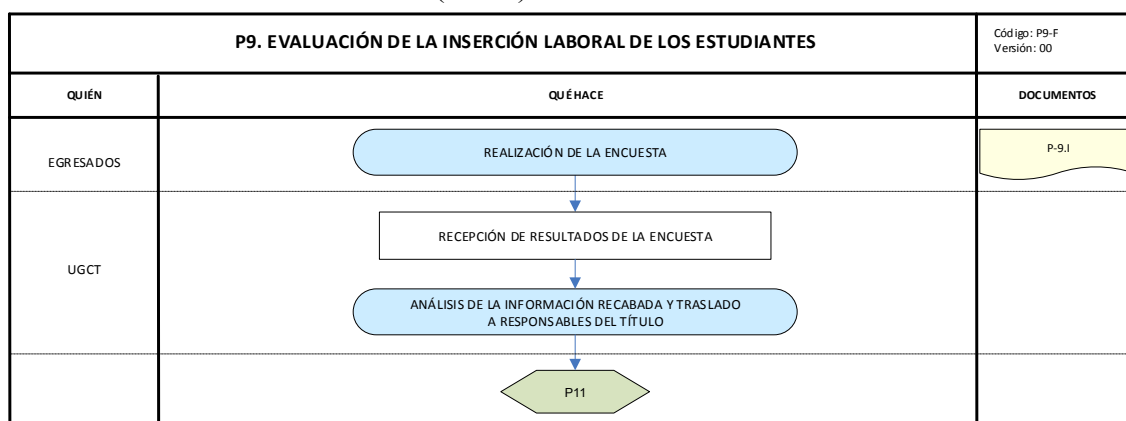 P9. EVALUACIÓN DE LA INSERCIÓN LABORAL DE LOS ESTUDIANTES
Código: P9-F
Versión: 00
QUIÉN
QUÉ HACE
DOCUMENTOS
EGRESADOS
REALIZACIÓN DE LA ENCUESTA
P-9.I
UGCT
RECEPCIÓN DE RESULTADOS DE LA ENCUESTA
ANÁLISIS DE LA INFORMACIÓN RECABADA Y TRASLADO
A RESPONSABLES DEL TÍTULO
P11